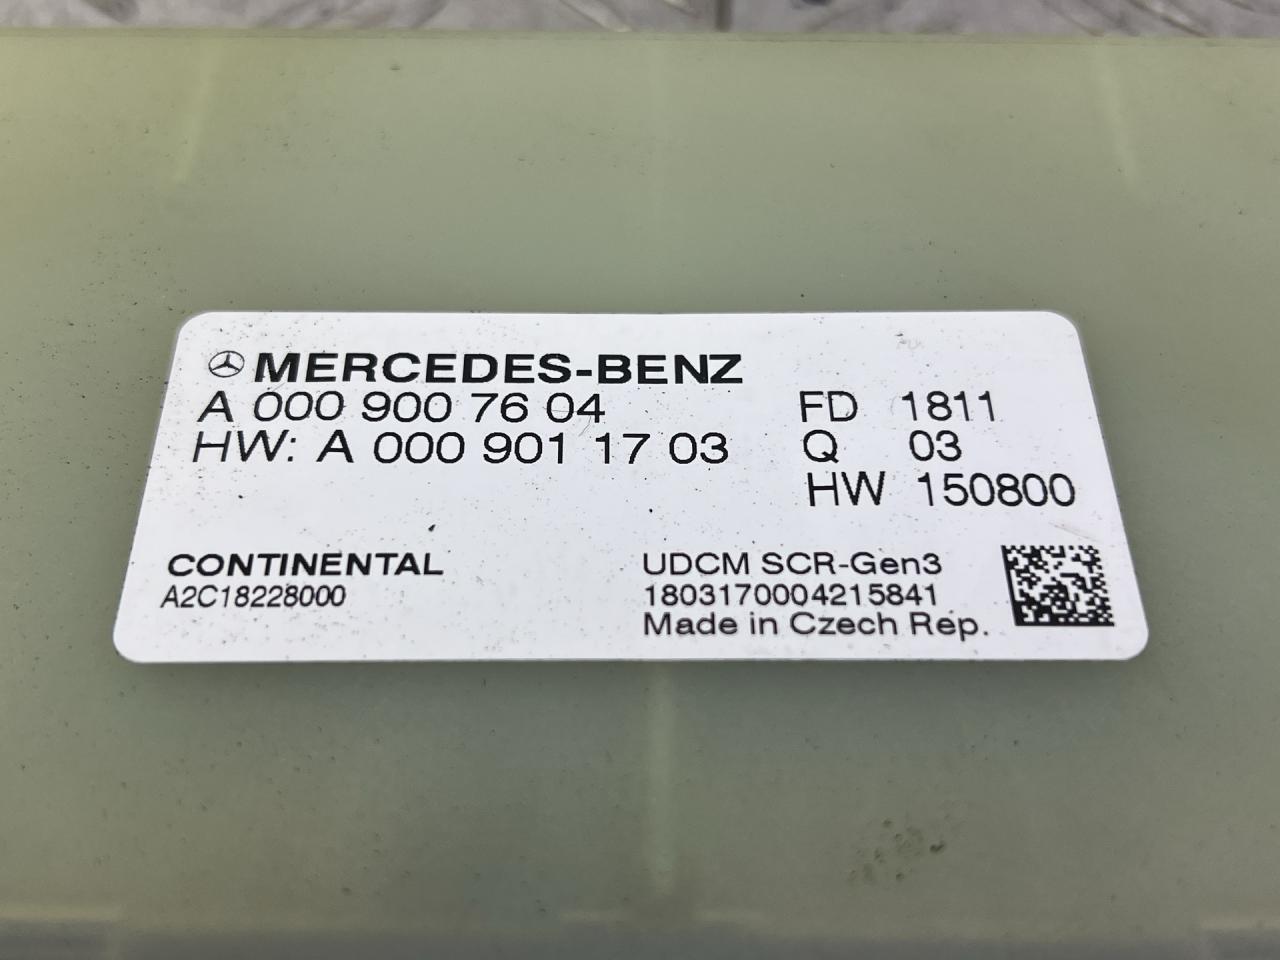 MERCEDES-BENZ
A 000 900 76 04
HW: A 000 901 17 03
FD 1811
Q 03
HW 150800
CONTINENTAL
A2C18228000
UDCM SCR-Gen3
1803170004215841
Made in Czech Rep.